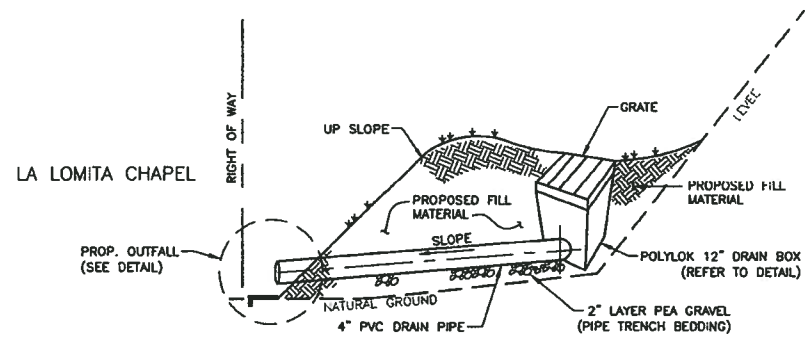 RIGHT OF WAY
LEVEE
GRATE
UP SLOPE
LA LOMITA CHAPEL
PROPOSED FILL
MATERIAL
PROPOSED FILL
MATERIAL
PROP. OUTFALL
(SEE DETAIL)
SLOPE
POLYLOK 12" DRAIN BOX
(REFER TO DETAIL)
NATURAL GROUND
4" PVC DRAIN PIPE
2" LAYER PEA GRAVEL
(PIPE TRENCH BEDDING)